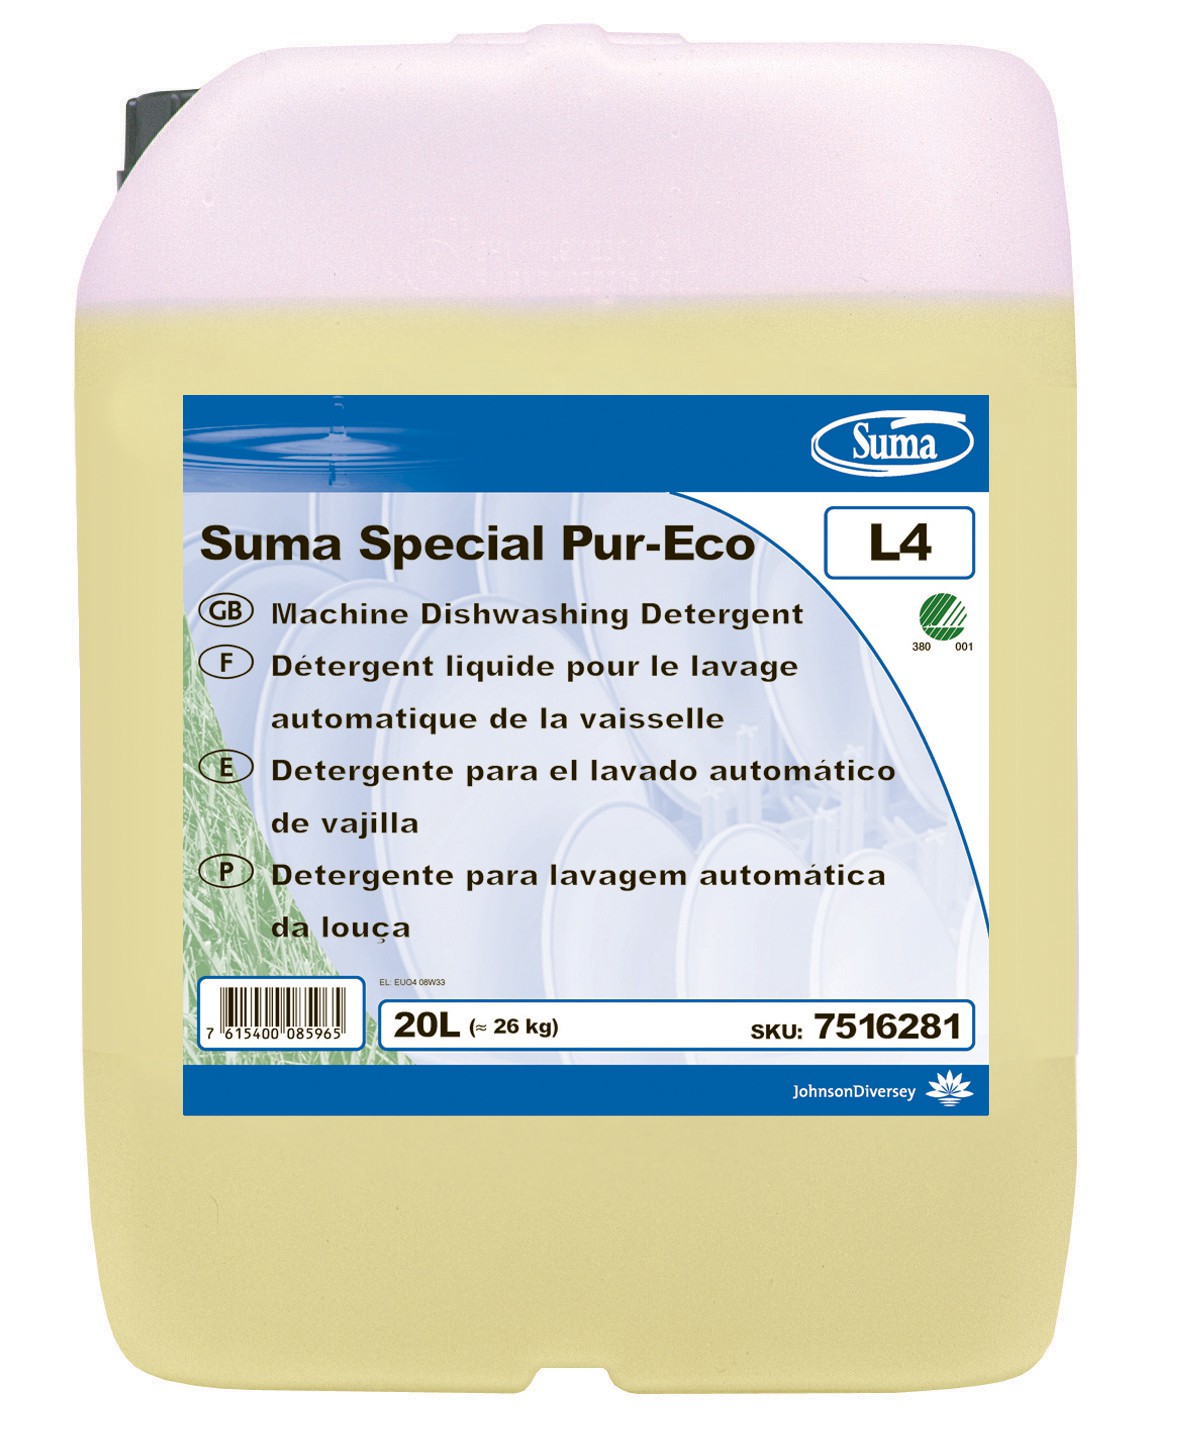 Suma
Suma Special Pur-Eco
L4
GB Machine Dishwashing Detergent
380 001
F Détergent liquide pour le lavage
automatique de la vaisselle
E Detergente para el lavado automático
de vajilla
P Detergente para lavagem automática
da louça
EL: EUO4 08W33
7 615400 085965
20L (≈ 26 kg)
SKU: 7516281
JohnsonDiversey